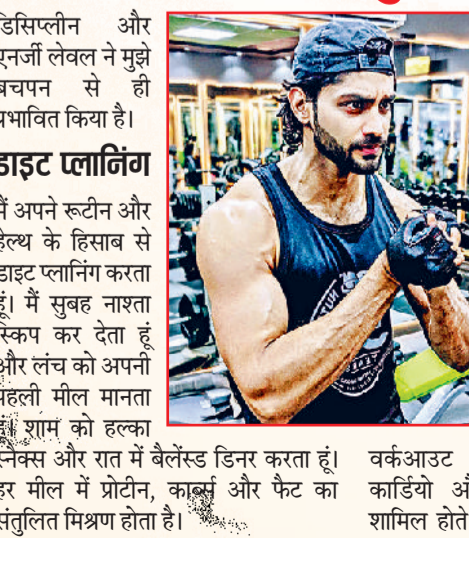 डिसिप्लीन और
एनर्जी लेवल ने मुझे
बचपन से ही
प्रभावित किया है।
डाइट प्लानिंग
मैं अपने रूटीन और
हेल्थ के हिसाब से
डाइट प्लानिंग करता
हूं। मैं सुबह नाश्ता
स्किप कर देता हूं
और लंच को अपनी
पहली मील मानता
हूं। शाम को हल्का
स्नैक्स और रात में बैलेंस्ड डिनर करता हूं।
हर मील में प्रोटीन, कार्ब्स और फैट का
संतुलित मिश्रण होता है।
वर्कआउट
कार्डियो
शामिल होते